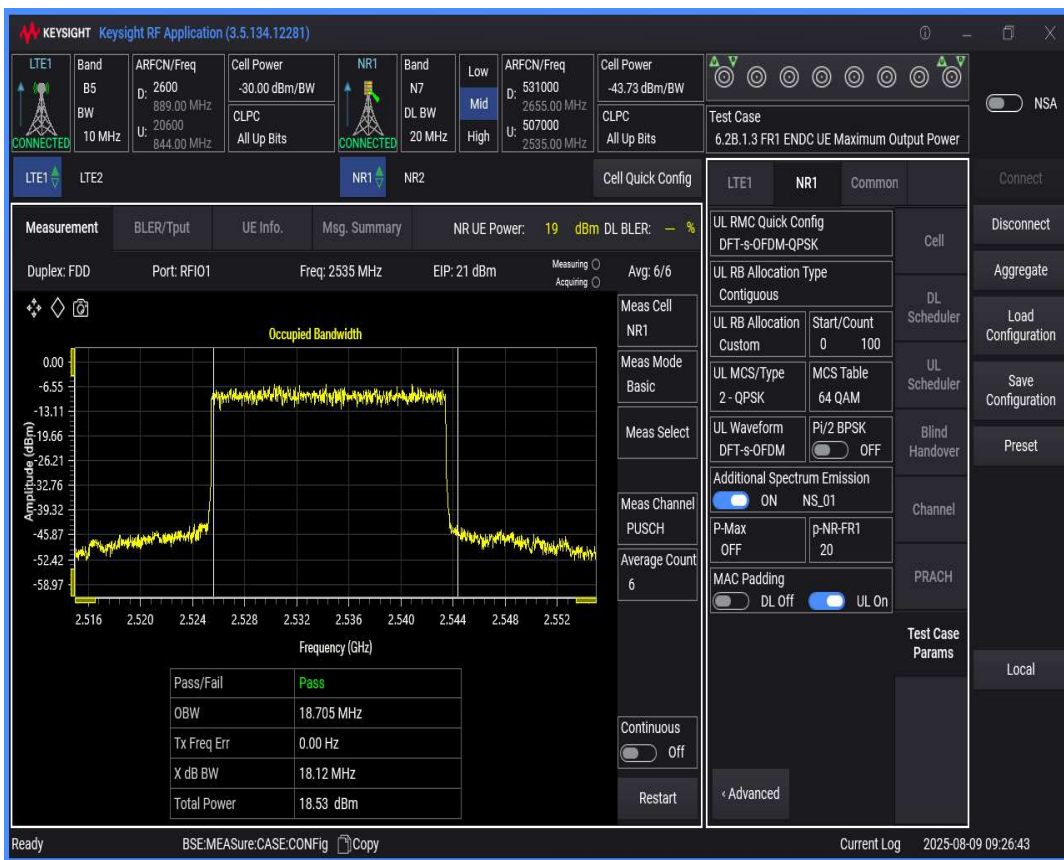 KEYSIGHT Keysight RF Application (3.5.134.12281)
LTE1 Band ARFCN/Freq Cell Power NR1 Band Low ARFCN/Freq Cell Power
B5 D: 2600 -30.00 dBm/BW N7 D: 531000 -43.73 dBm/BW
889.00 MHz Mid 2655.00 MHz
BW U: 20600 CLPC DL BW U: 507000 CLPC
CONNECTED 10 MHz 844.00 MHz All Up Bits CONNECTED 20 MHz High 2535.00 MHz All Up Bits
Test Case
6.2B.1.3 FR1 ENDC UE Maximum Output Power
NSA
LTE1 LTE2 NR1 NR2 Cell Quick Config
Measurement BLER/Tput UE Info. Msg. Summary NR UE Power: 19 dBm DL BLER: — %
Duplex: FDD Port: RFIO1 Freq: 2535 MHz EIP: 21 dBm Measuring Avg: 6/6
Acquiring
Occupied Bandwidth
Amplitude (dBm)
0.00
-6.55
-13.11
-19.66
-26.21
-32.76
-39.32
-45.87
-52.42
-58.97
2.516 2.520 2.524 2.528 2.532 2.536 2.540 2.544 2.548 2.552
Frequency (GHz)
Pass/Fail Pass
OBW 18.705 MHz
Tx Freq Err 0.00 Hz
X dB BW 18.12 MHz
Total Power 18.53 dBm
Meas Cell
NR1
Meas Mode
Basic
Meas Select
Meas Channel
PUSCH
Average Count
6
Continuous
Off
Restart
LTE1 NR1 Common
UL RMC Quick Config
DFT-s-OFDM-QPSK
UL RB Allocation Type
Contiguous
UL RB Allocation Start/Count
Custom 0 100
UL MCS/Type MCS Table
2 - QPSK 64 QAM
UL Waveform Pi/2 BPSK
DFT-s-OFDM OFF
Additional Spectrum Emission
ON NS_01
P-Max p-NR-FR1
OFF 20
MAC Padding
DL Off UL On
‹ Advanced
Cell
DL
Scheduler
UL
Scheduler
Blind
Handover
Channel
PRACH
Test Case
Params
Connect
Disconnect
Aggregate
Load
Configuration
Save
Configuration
Preset
Local
Ready BSE:MEASure:CASE:CONFig Copy Current Log 2025-08-09 09:26:43